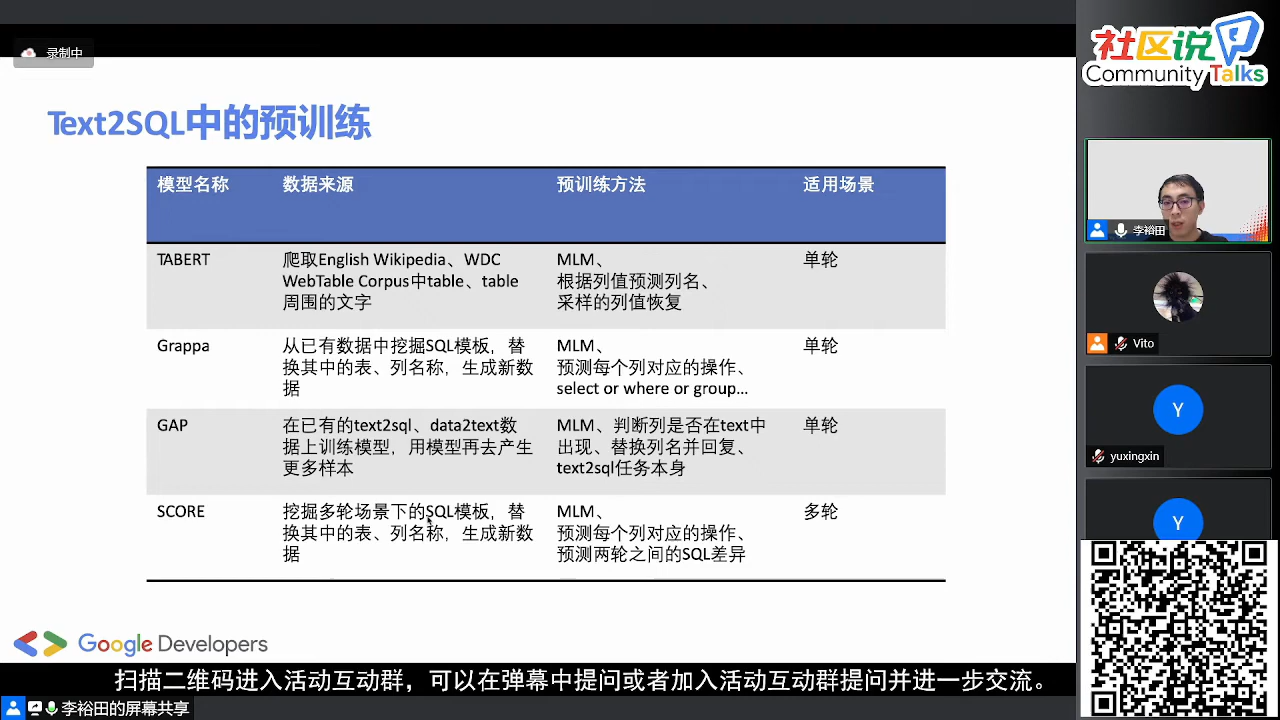 录制中
社区说
Community Talks
Text2SQL中的预训练
模型名称 数据来源 预训练方法 适用场景
TABERT 爬取English Wikipedia、WDC MLM、 单轮
WebTable Corpus中table、table 根据列值预测列名、
周围的文字 采样的列值恢复
Grappa 从已有数据中挖掘SQL模板，替 MLM、 单轮
换其中的表、列名称，生成新数 预测每个列对应的操作、
据 select or where or group...
GAP 在已有的text2sql、data2text数 MLM、判断列是否在text中 单轮
据上训练模型，用模型再去产生 出现、替换列名并回复、
更多样本 text2sql任务本身
SCORE 挖掘多轮场景下的SQL模板，替 MLM、 多轮
换其中的表、列名称，生成新数 预测每个列对应的操作、
据 预测两轮之间的SQL差异
李裕田
Vito
Y
yuxingxin
Y
Google Developers
扫描二维码进入活动互动群，可以在弹幕中提问或者加入活动互动群提问并进一步交流。
李裕田的屏幕共享